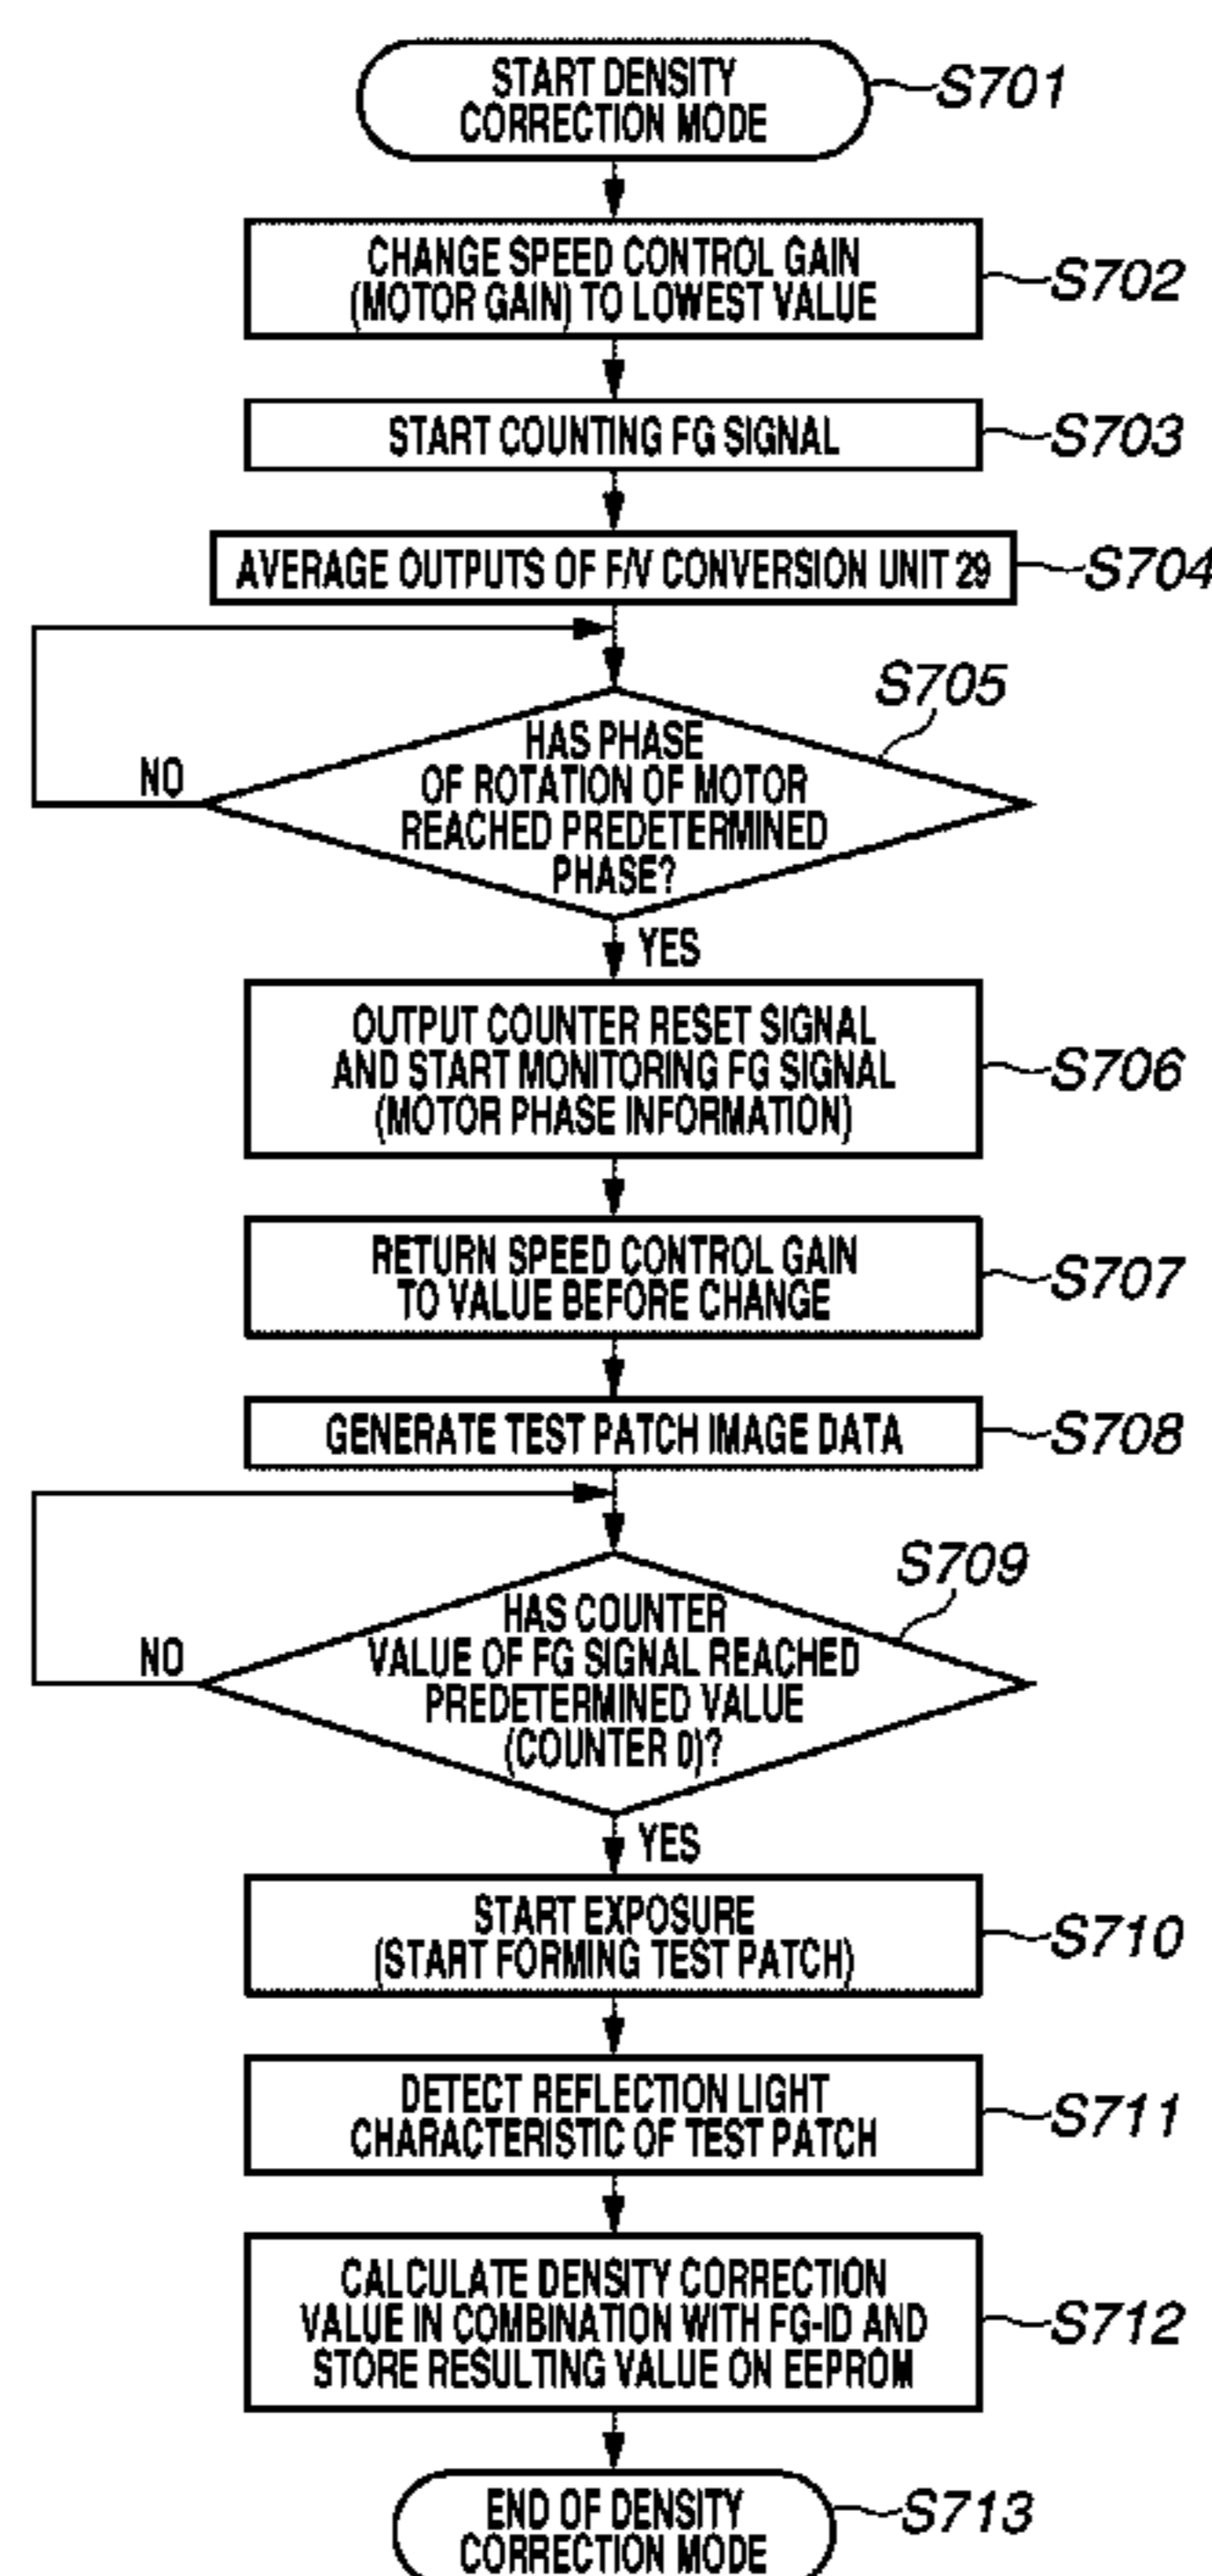 START DENSITY
CORRECTION MODE
S701
CHANGE SPEED CONTROL GAIN
(MOTOR GAIN) TO LOWEST VALUE
S702
START COUNTING FG SIGNAL
S703
AVERAGE OUTPUTS OF F/V CONVERSION UNIT 29
S704
S705
HAS PHASE
OF ROTATION OF MOTOR
REACHED PREDETERMINED
PHASE?
NO
YES
OUTPUT COUNTER RESET SIGNAL
AND START MONITORING FG SIGNAL
(MOTOR PHASE INFORMATION)
S706
RETURN SPEED CONTROL GAIN
TO VALUE BEFORE CHANGE
S707
GENERATE TEST PATCH IMAGE DATA
S708
S709
HAS COUNTER
VALUE OF FG SIGNAL REACHED
PREDETERMINED VALUE
(COUNTER 0)?
NO
YES
START EXPOSURE
(START FORMING TEST PATCH)
S710
DETECT REFLECTION LIGHT
CHARACTERISTIC OF TEST PATCH
S711
CALCULATE DENSITY CORRECTION
VALUE IN COMBINATION WITH FG-ID AND
STORE RESULTING VALUE ON EEPROM
S712
END OF DENSITY
CORRECTION MODE
S713